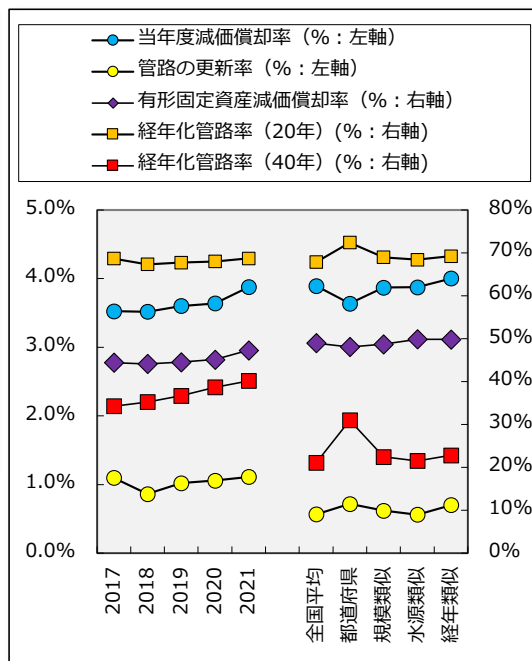 当年度減価償却率（%：左軸）
管路の更新率（%：左軸）
有形固定資産減価償却率（%：右軸）
経年化管路率（20年）(%：右軸)
経年化管路率（40年）(%：右軸)
5.0%
4.0%
3.0%
2.0%
1.0%
0.0%
80%
70%
60%
50%
40%
30%
20%
10%
0%
2017
2018
2019
2020
2021
全国平均
都道府県
規模類似
水源類似
経年類似